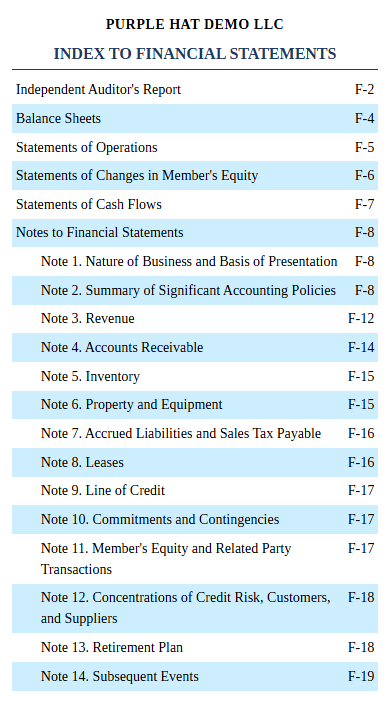 PURPLE HAT DEMO LLC
INDEX TO FINANCIAL STATEMENTS
Independent Auditor's Report F-2
Balance Sheets F-4
Statements of Operations F-5
Statements of Changes in Member's Equity F-6
Statements of Cash Flows F-7
Notes to Financial Statements F-8
Note 1. Nature of Business and Basis of Presentation F-8
Note 2. Summary of Significant Accounting Policies F-8
Note 3. Revenue F-12
Note 4. Accounts Receivable F-14
Note 5. Inventory F-15
Note 6. Property and Equipment F-15
Note 7. Accrued Liabilities and Sales Tax Payable F-16
Note 8. Leases F-16
Note 9. Line of Credit F-17
Note 10. Commitments and Contingencies F-17
Note 11. Member's Equity and Related Party F-17
Transactions
Note 12. Concentrations of Credit Risk, Customers, F-18
and Suppliers
Note 13. Retirement Plan F-18
Note 14. Subsequent Events F-19